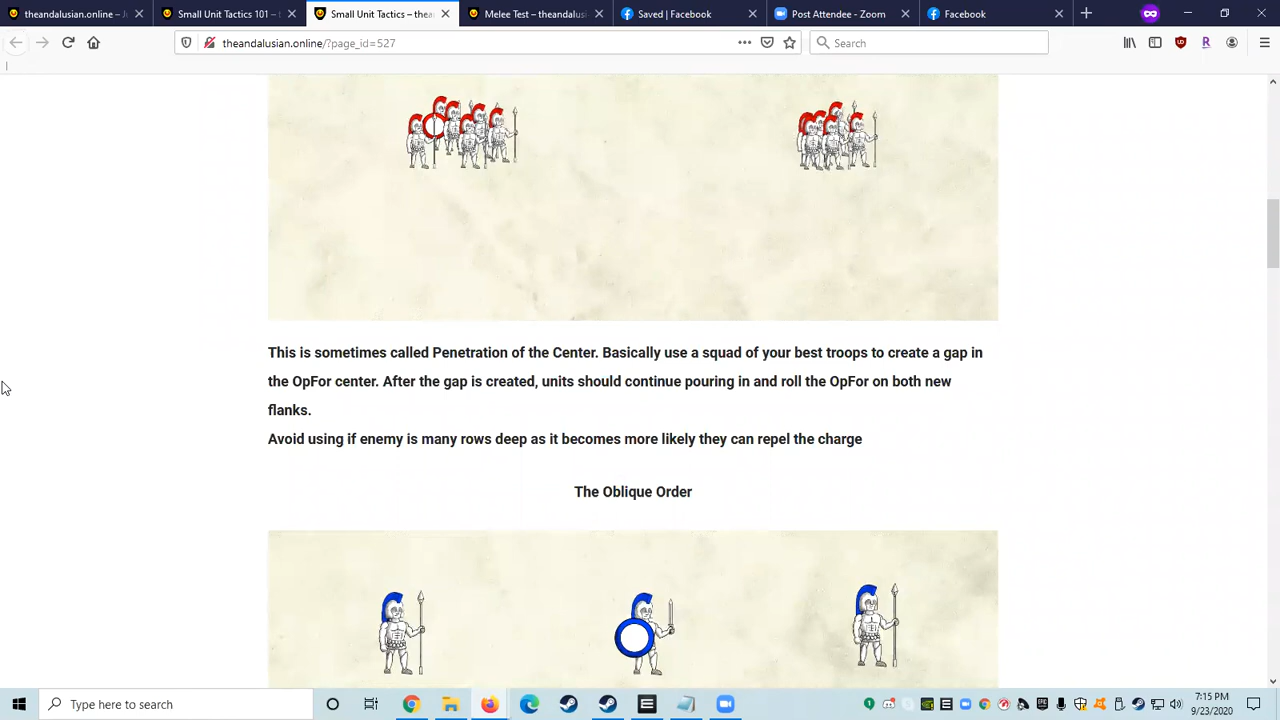 theandalusian.online –
Small Unit Tactics 101 –
Small Unit Tactics – thea
Melee Test – theandalus
Saved | Facebook
Post Attendee - Zoom
Facebook
theandalusian.online/?page_id=527
Search
This is sometimes called Penetration of the Center. Basically use a squad of your best troops to create a gap in
the OpFor center. After the gap is created, units should continue pouring in and roll the OpFor on both new
flanks.
Avoid using if enemy is many rows deep as it becomes more likely they can repel the charge
The Oblique Order
Type here to search
7:15 PM
9/23/2020